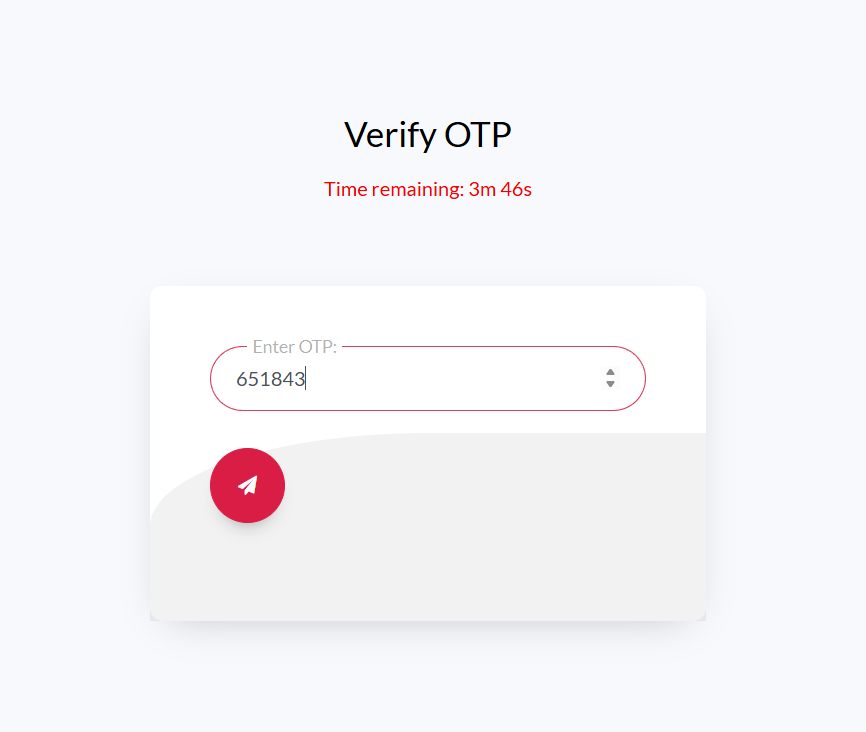 Verify OTP
Time remaining: 3m 46s
Enter OTP:
651843